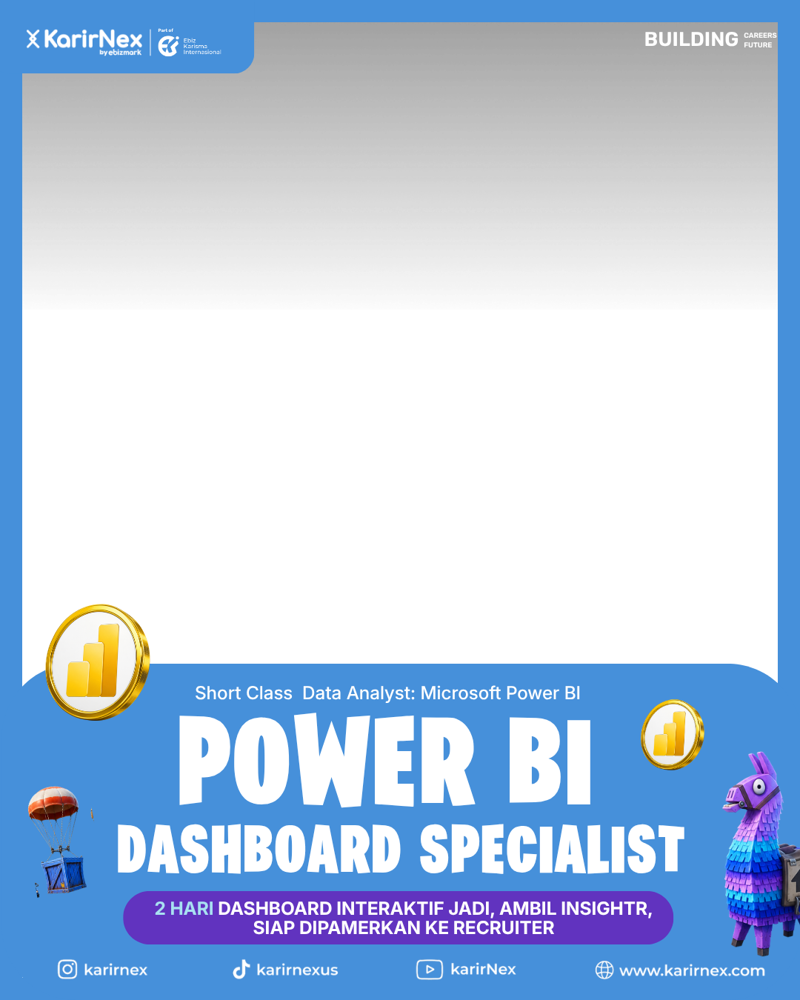 KarirNex
by ebizmark
Part of
Ebiz
Karisma
Internasional
BUILDING
CAREERS
FUTURE
Short Class  Data Analyst: Microsoft Power BI
POWER BI
DASHBOARD SPECIALIST
2 HARI DASHBOARD INTERAKTIF JADI, AMBIL INSIGHTR,
SIAP DIPAMERKAN KE RECRUITER
karirnex
karirnexus
karirNex
www.karirnex.com